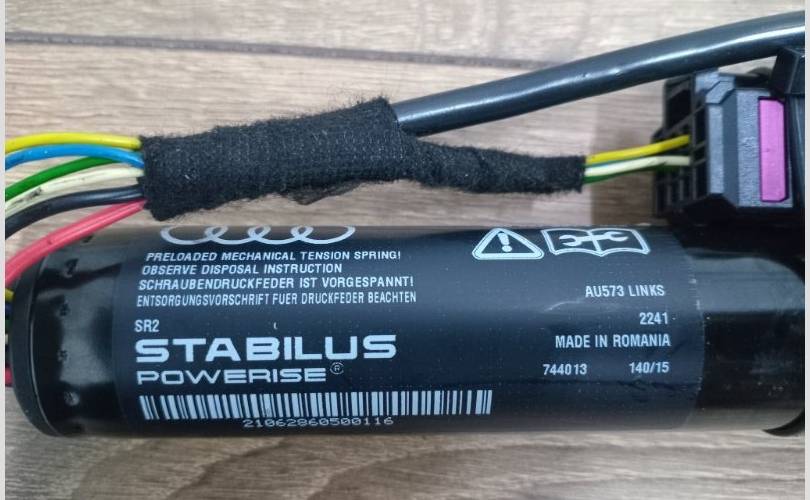 PRELOADED MECHANICAL TENSION SPRING!
OBSERVE DISPOSAL INSTRUCTION
SCHRAUBENDRUCKFEDER IST VORGESPANNT!
ENTSORGUNGSVORSCHRIFT FUER DRUCKFEDER BEACHTEN
AU573 LINKS
SR2
2241
STABILUS
MADE IN ROMANIA
POWERISE®
744013 140/15
21062860500116